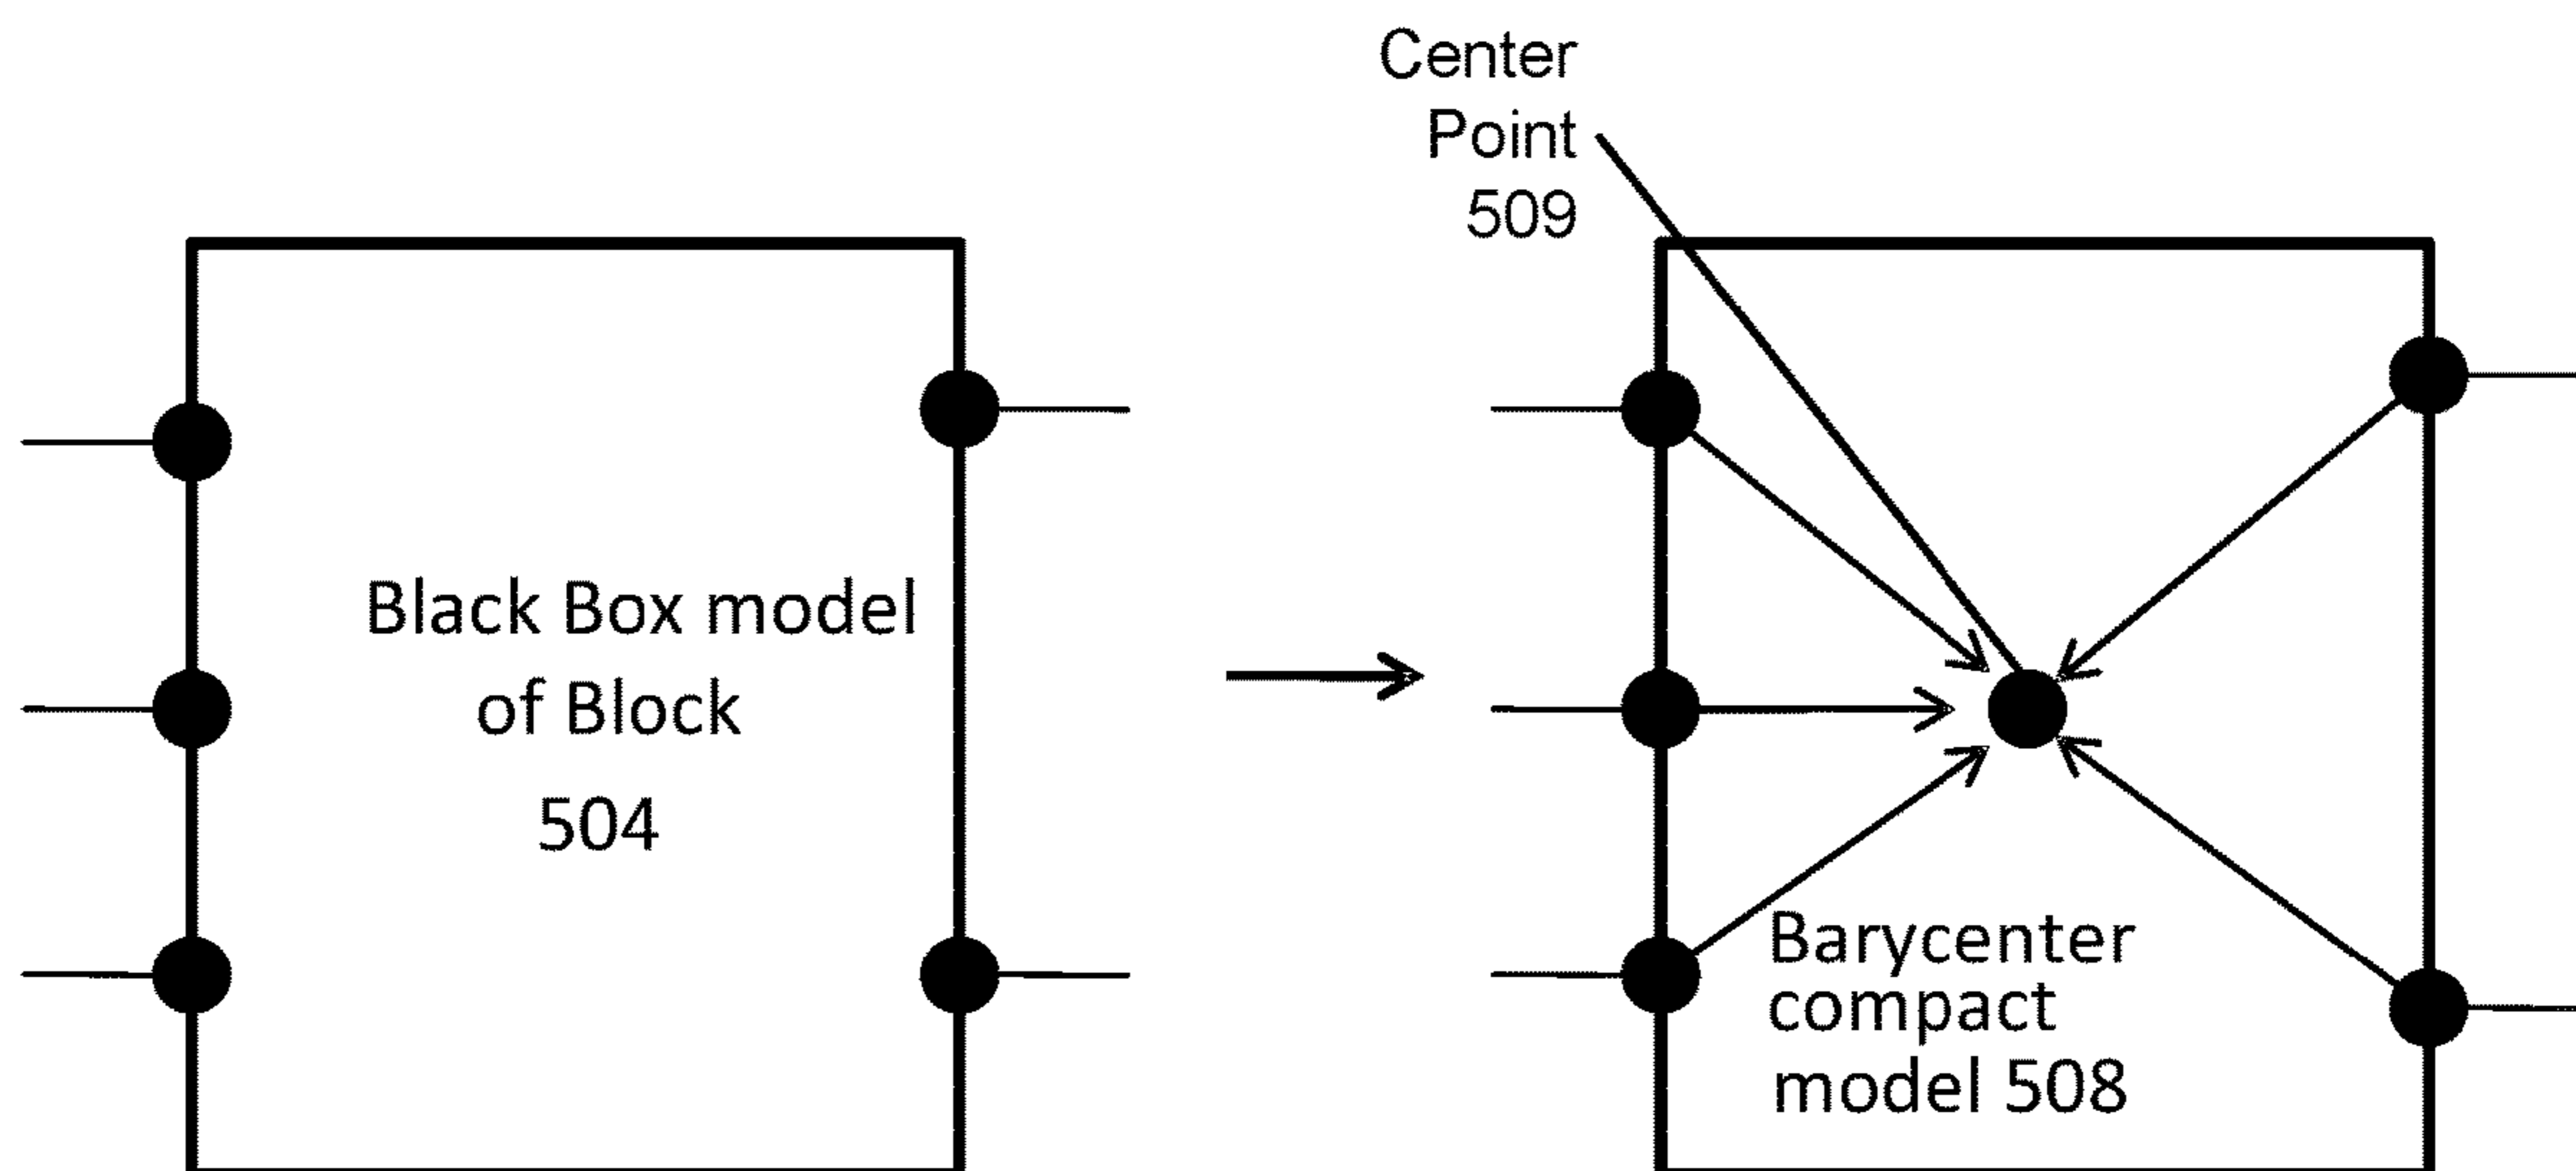 Center
Point
509
Black Box model
of Block
504
Barycenter
compact
model 508